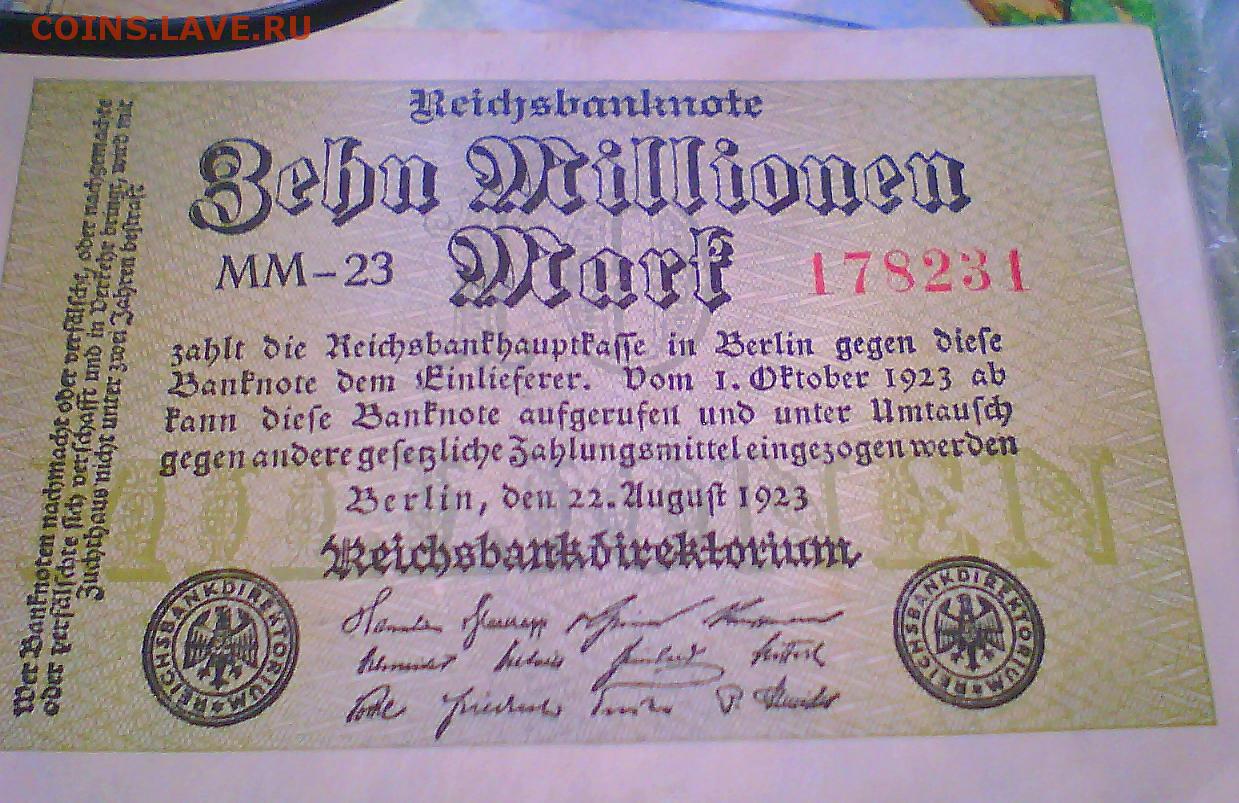 COINS.LAVE.RU
Reichsbanknote
Zehn Millionen
Mark
MM-23
178231
zahlt die Reichsbankhauptkasse in Berlin gegen diese
Banknote dem Einlieferer. Vom 1. Oktober 1923 ab
kann diese Banknote aufgerufen und unter Umtausch
gegen andere gesetzliche Zahlungsmittel eingezogen werden
Berlin, den 22. August 1923
Reichsbankdirektorium
REICHSBANKDIREKTORIUM
REICHSBANKDIREKTORIUM
Wer Banknoten nachmacht oder verfälscht, oder nachgemachte
oder verfälschte sich verschafft und in Verkehr bringt, wird mit
Zuchthaus nicht unter zwei Jahren bestraft